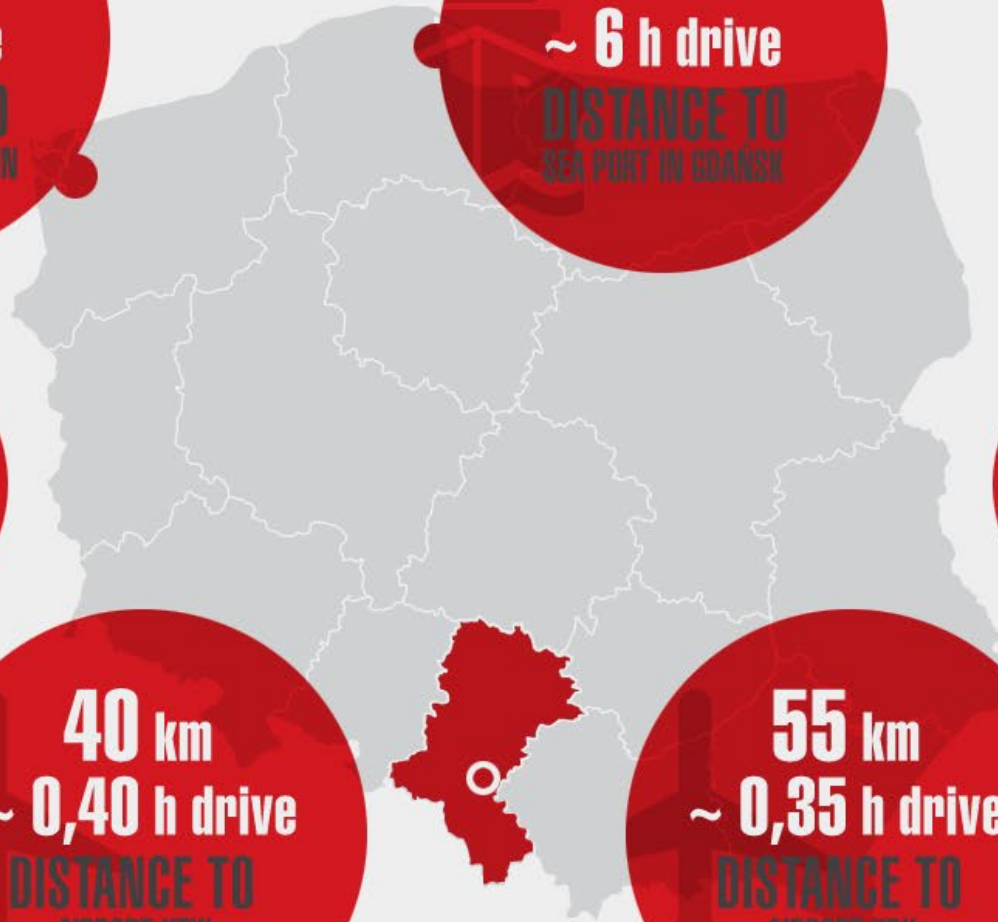 ~ 6 h drive
DISTANCE TO
SEA PORT IN GDAŃSK
40 km
~ 0,40 h drive
DISTANCE TO
55 km
~ 0,35 h drive
DISTANCE TO